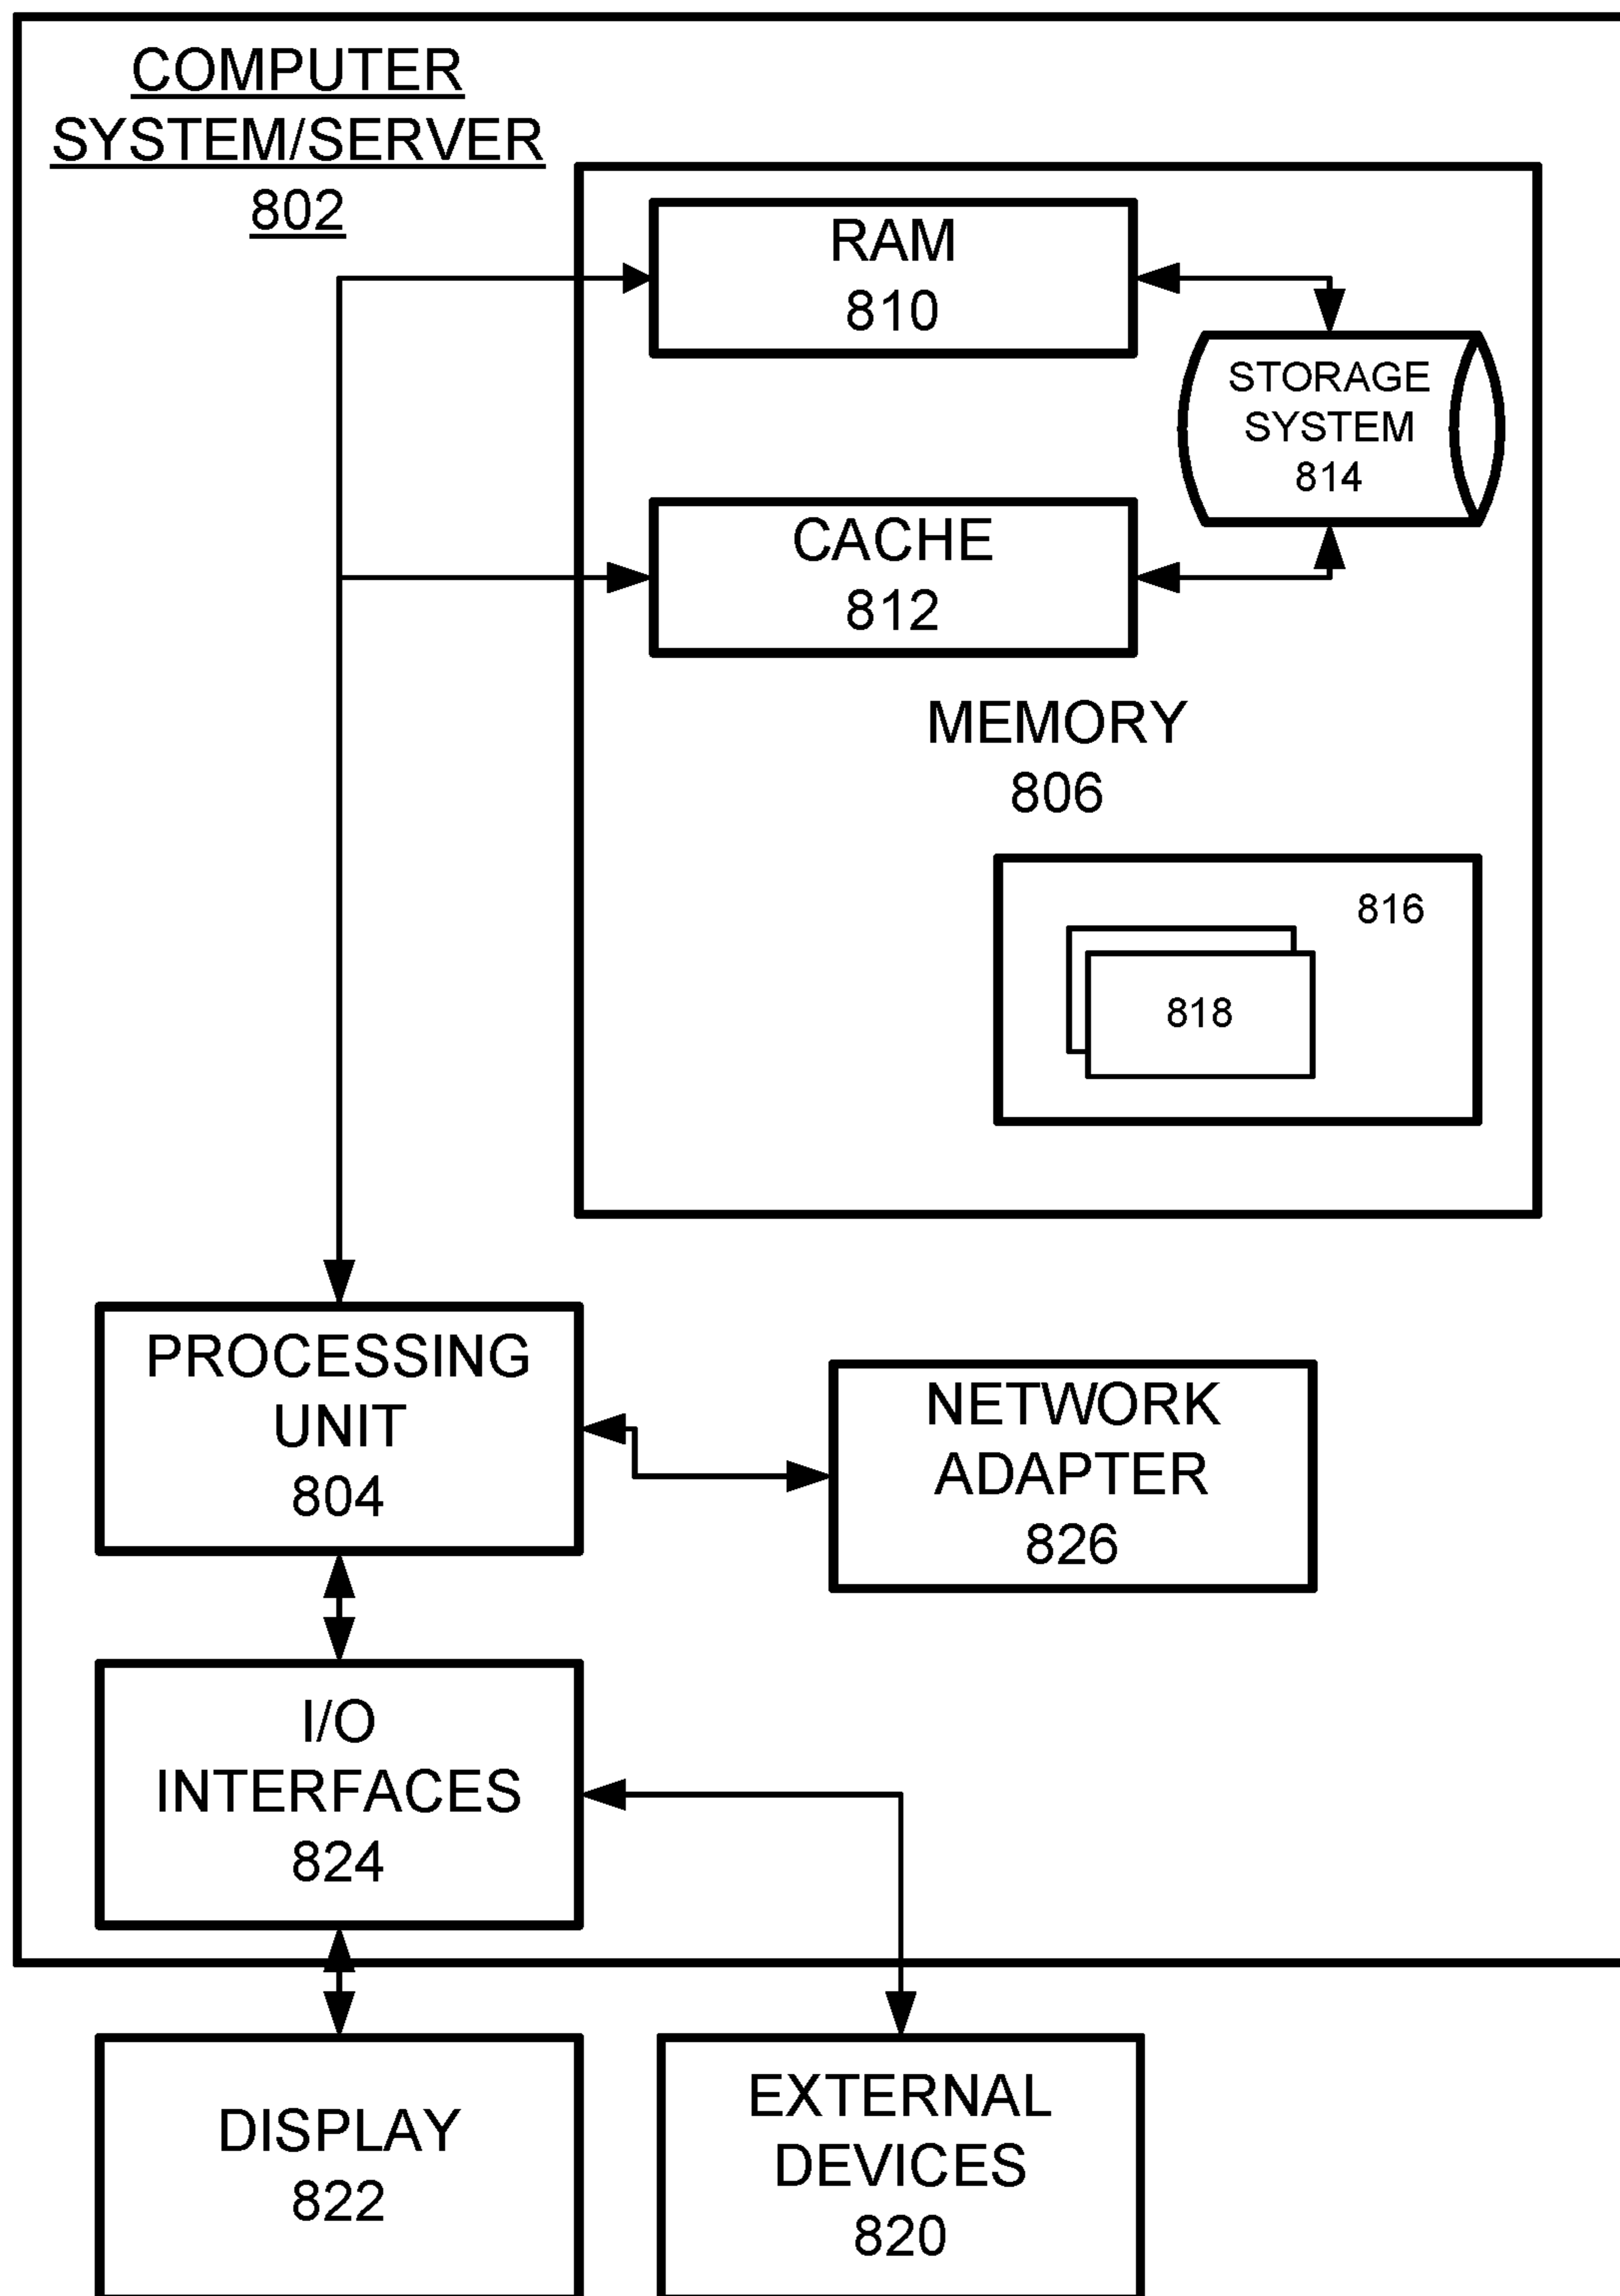 COMPUTER
SYSTEM/SERVER
802
RAM
810
STORAGE
SYSTEM
814
CACHE
812
MEMORY
806
816
818
PROCESSING
UNIT
804
NETWORK
ADAPTER
826
I/O
INTERFACES
824
DISPLAY
822
EXTERNAL
DEVICES
820